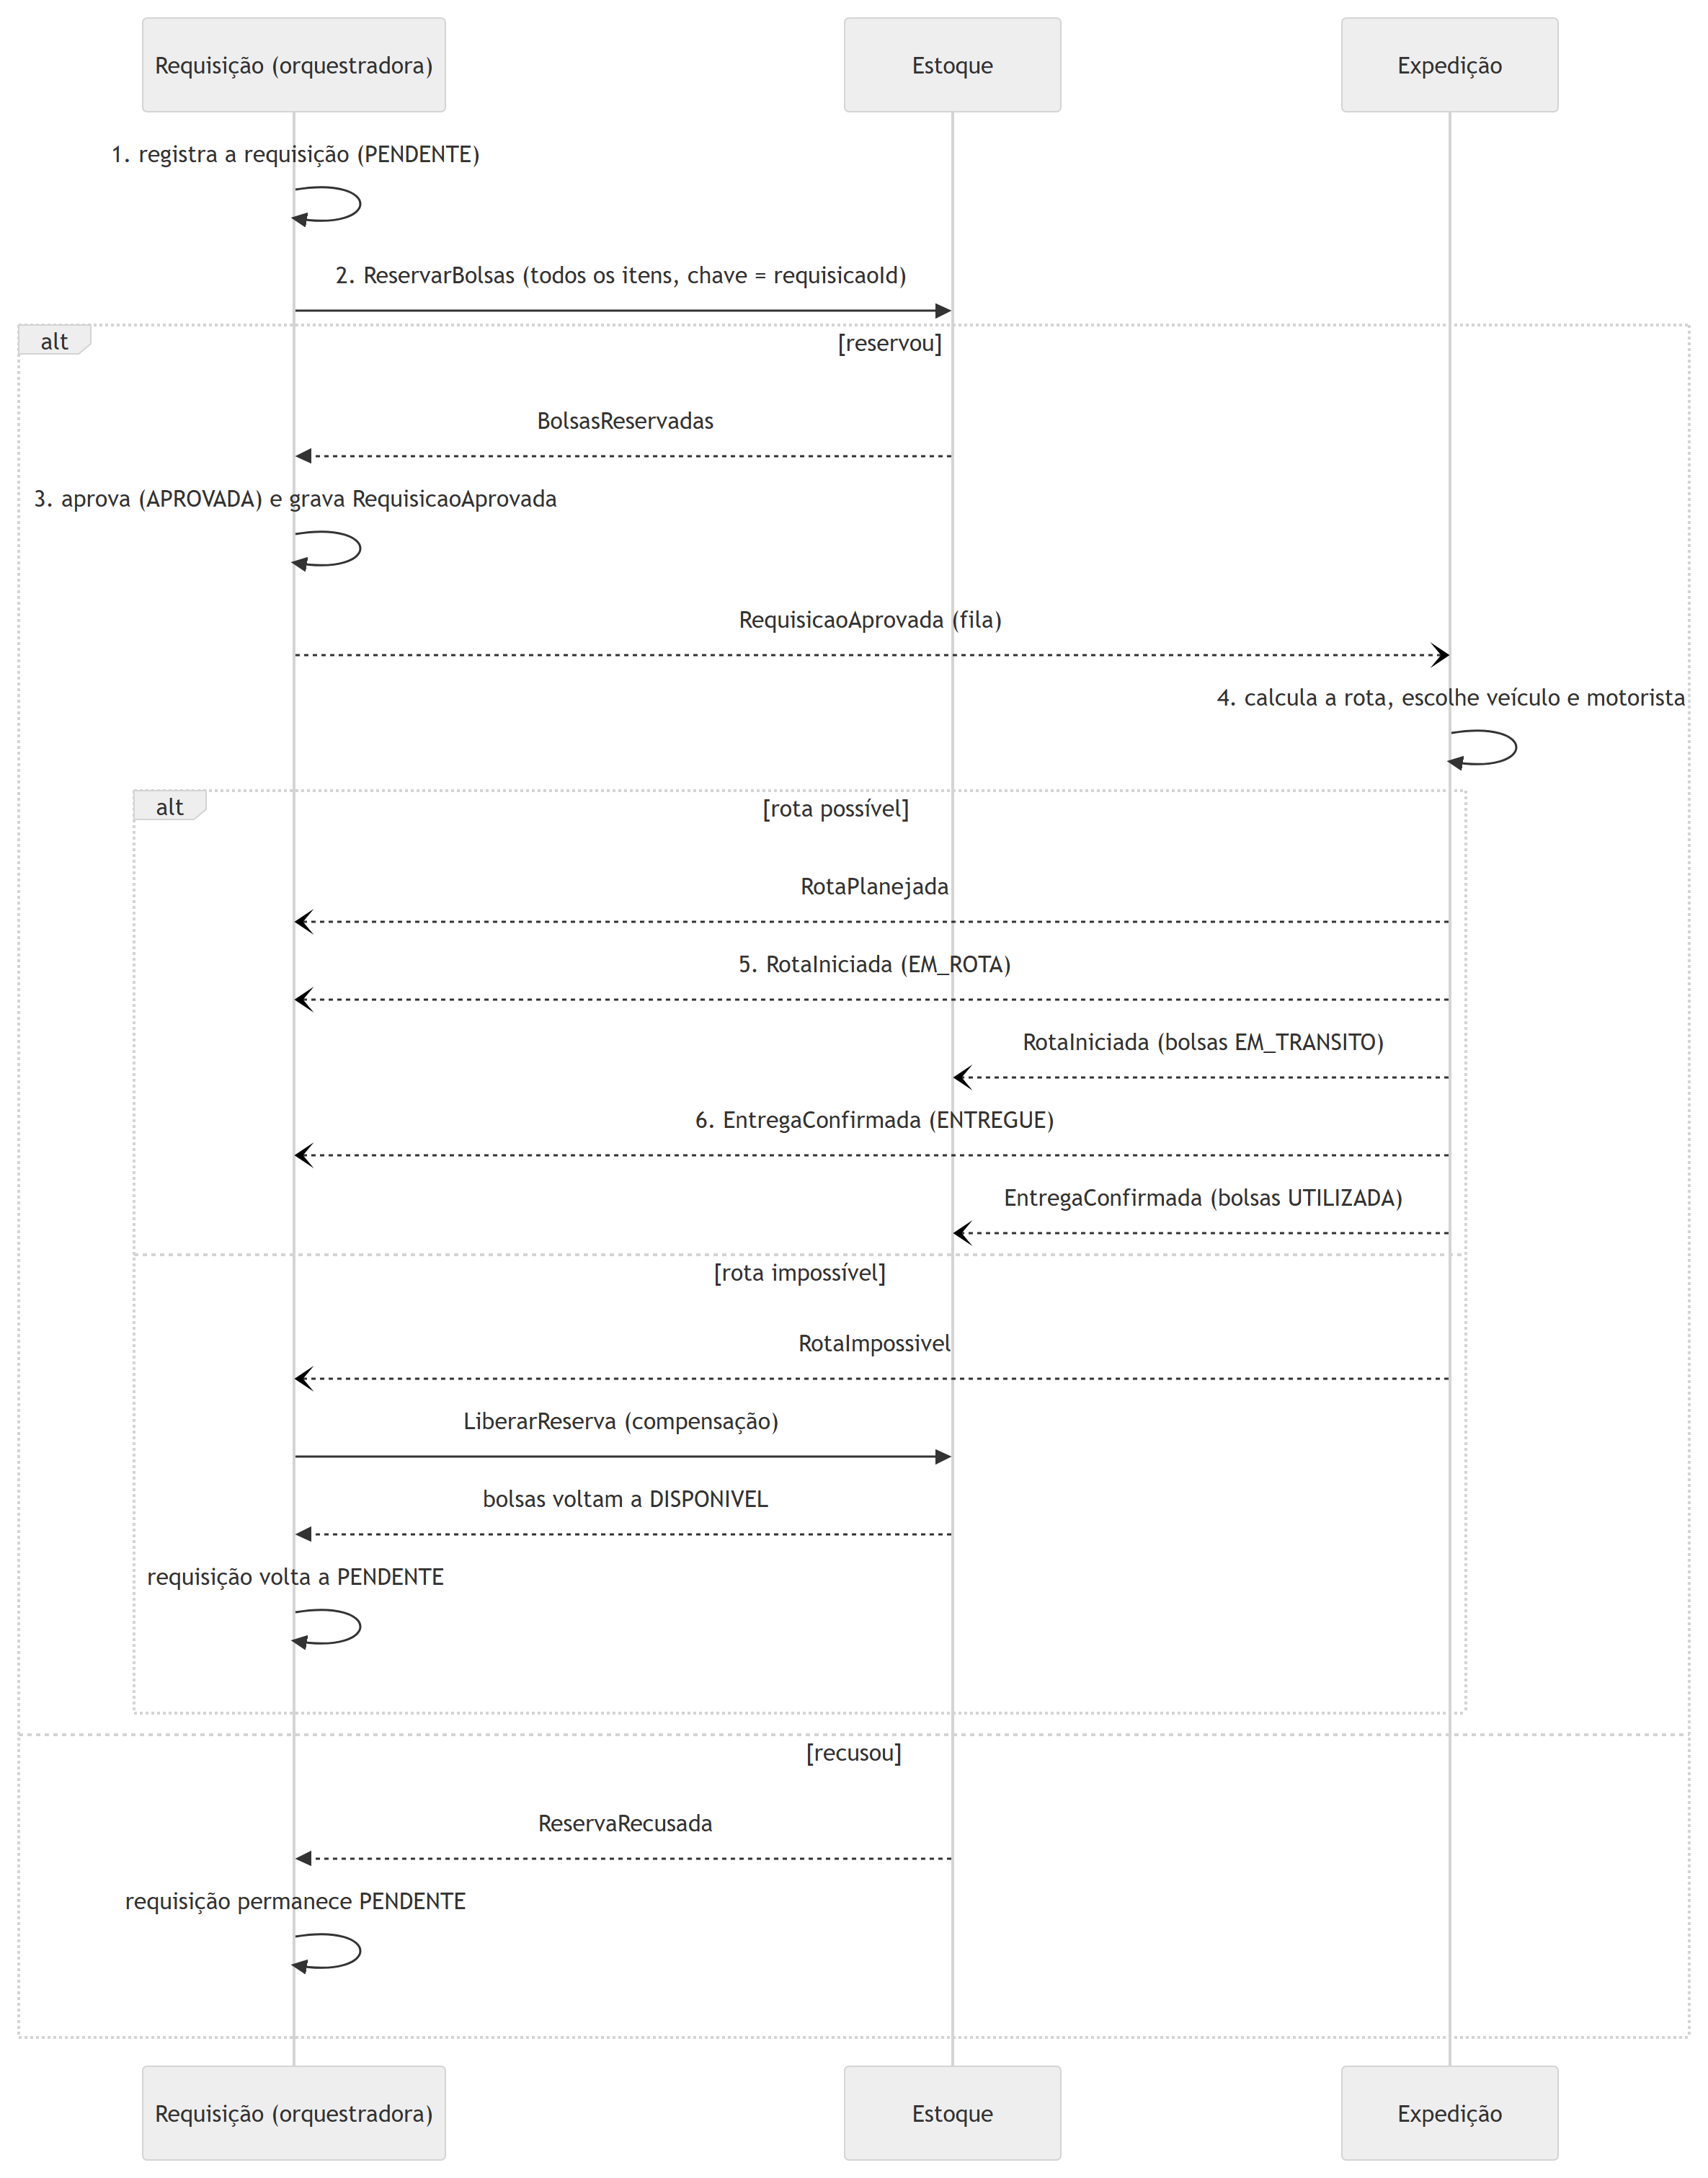 Requisição (orquestradora)
Estoque
Expedição
1. registra a requisição (PENDENTE)
2. ReservarBolsas (todos os itens, chave = requisicaoId)
alt
[reservou]
BolsasReservadas
3. aprova (APROVADA) e grava RequisicaoAprovada
RequisicaoAprovada (fila)
4. calcula a rota, escolhe veículo e motorista
alt
[rota possível]
RotaPlanejada
5. RotaIniciada (EM_ROTA)
RotaIniciada (bolsas EM_TRANSITO)
6. EntregaConfirmada (ENTREGUE)
EntregaConfirmada (bolsas UTILIZADA)
[rota impossível]
RotaImpossivel
LiberarReserva (compensação)
bolsas voltam a DISPONIVEL
requisição volta a PENDENTE
[recusou]
ReservaRecusada
requisição permanece PENDENTE
Requisição (orquestradora)
Estoque
Expedição